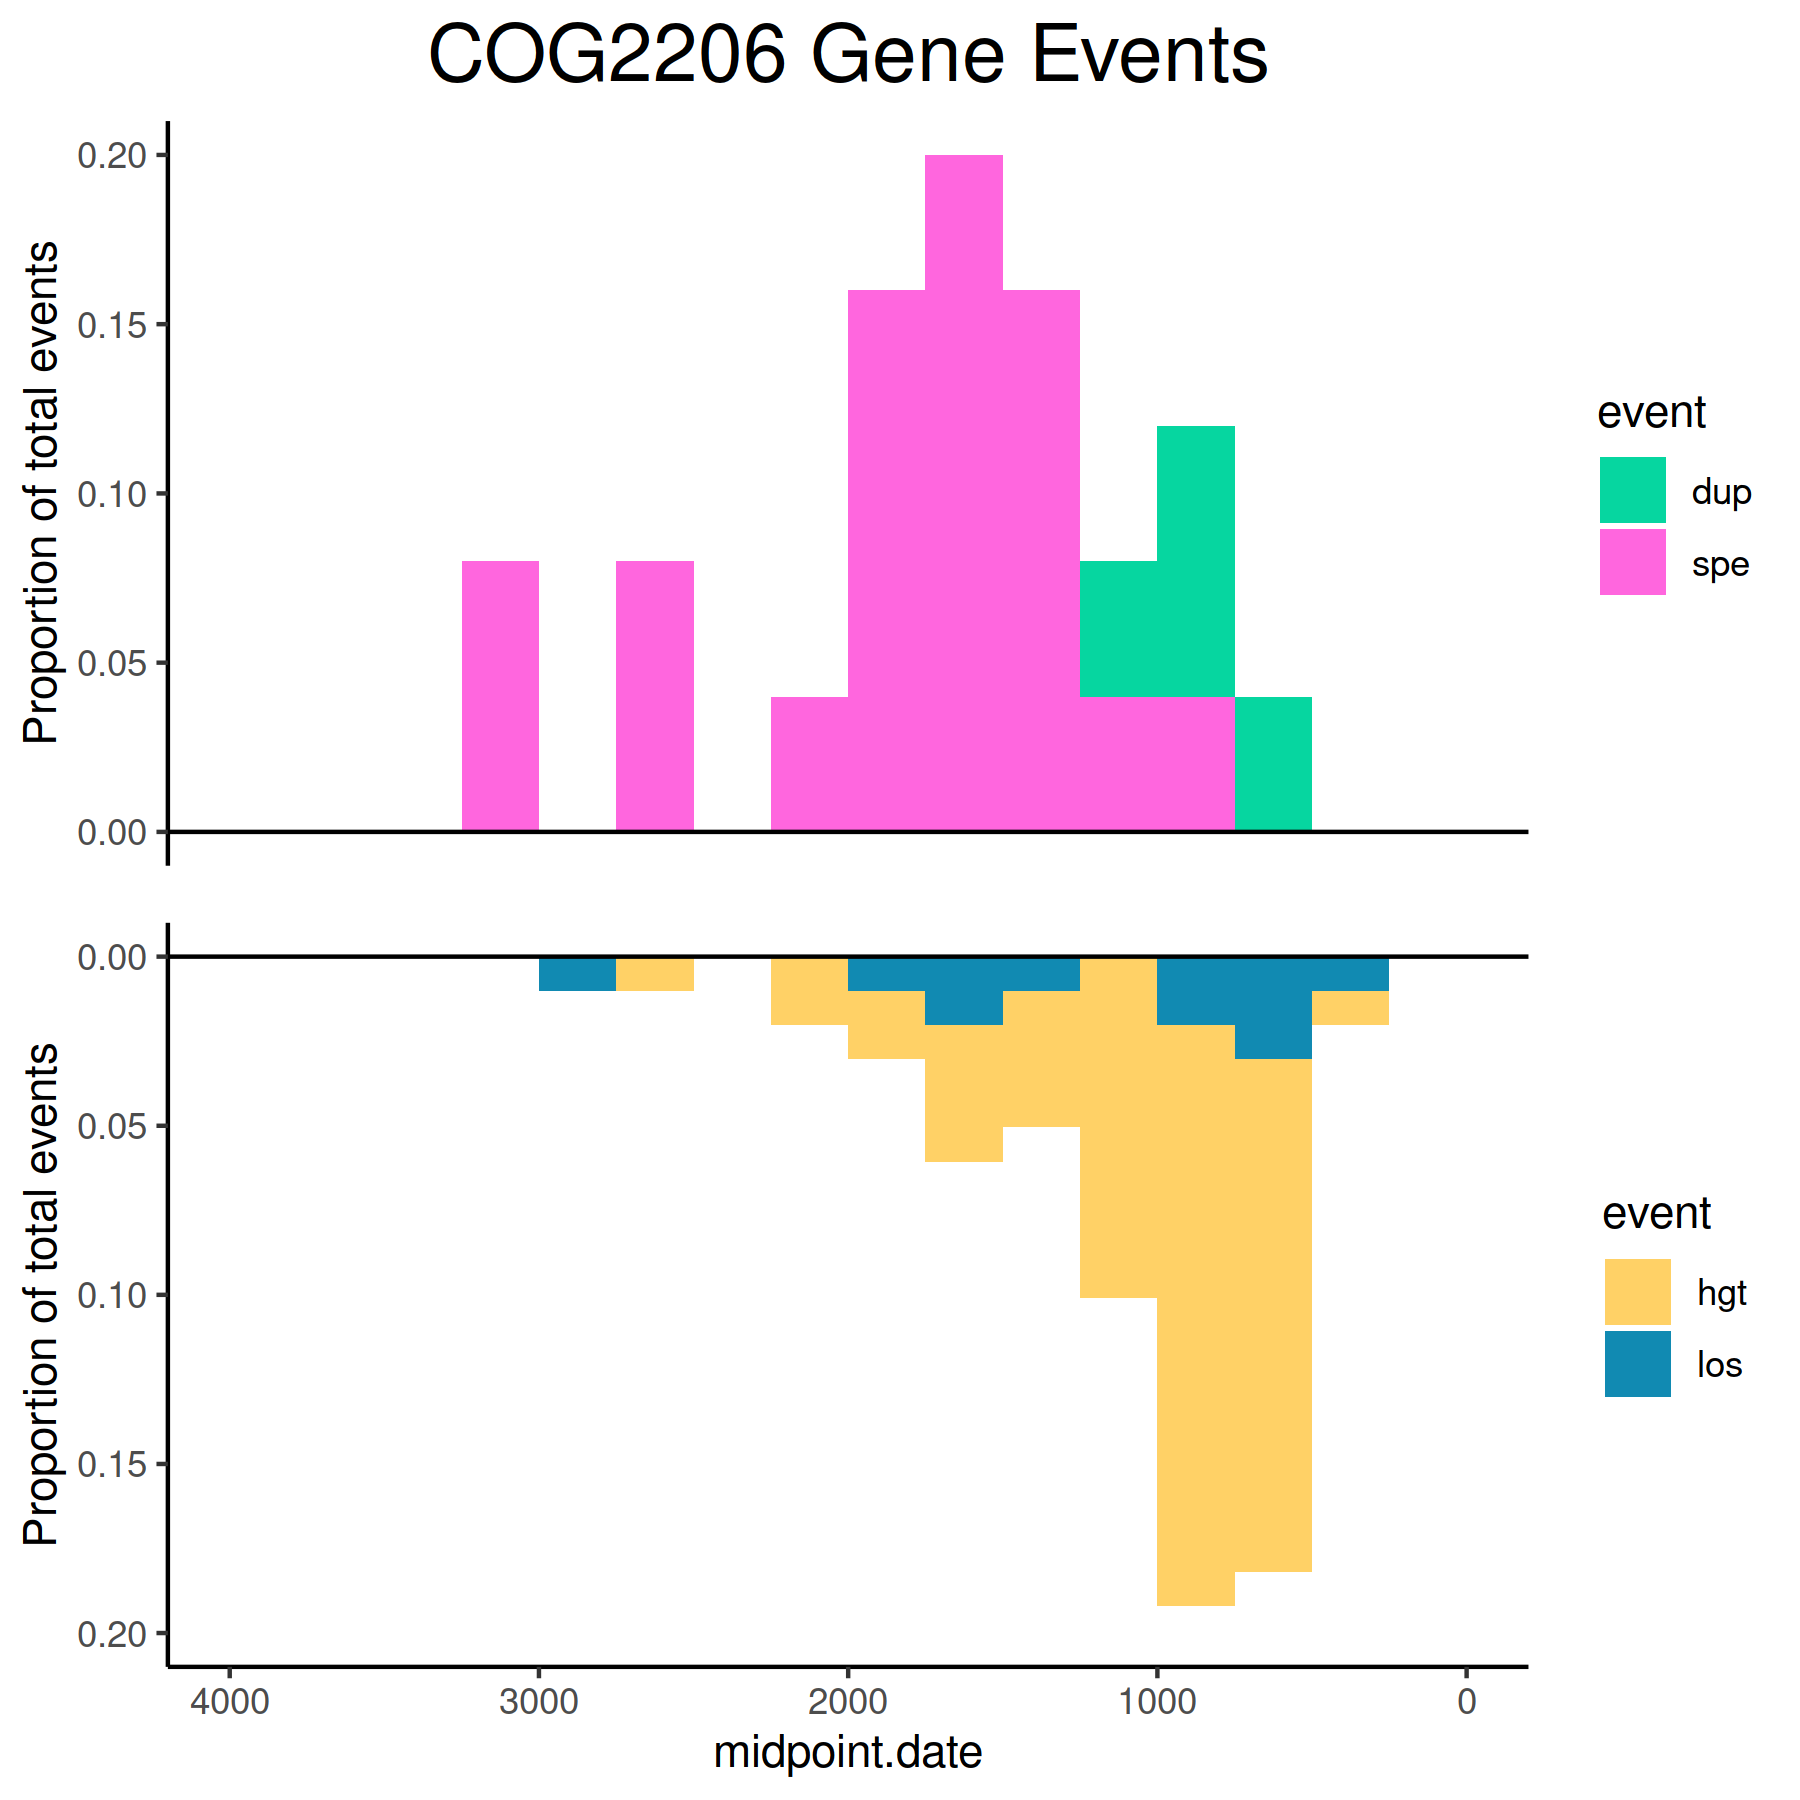 COG2206 Gene Events
Proportion of total events
0.20
0.15
0.10
0.05
0.00
event
dup
spe
Proportion of total events
0.00
0.05
0.10
0.15
0.20
event
hgt
los
4000 3000 2000 1000 0
midpoint.date